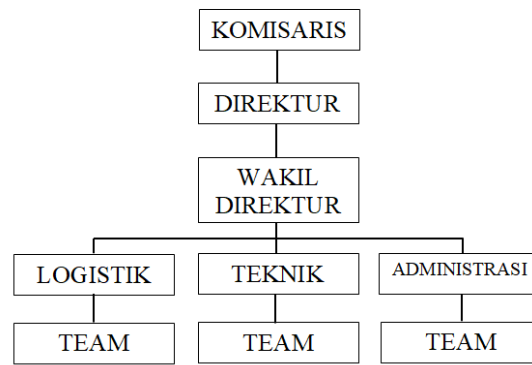 KOMISARIS
DIREKTUR
WAKIL
DIREKTUR
LOGISTIK
TEKNIK
ADMINISTRASI
TEAM
TEAM
TEAM